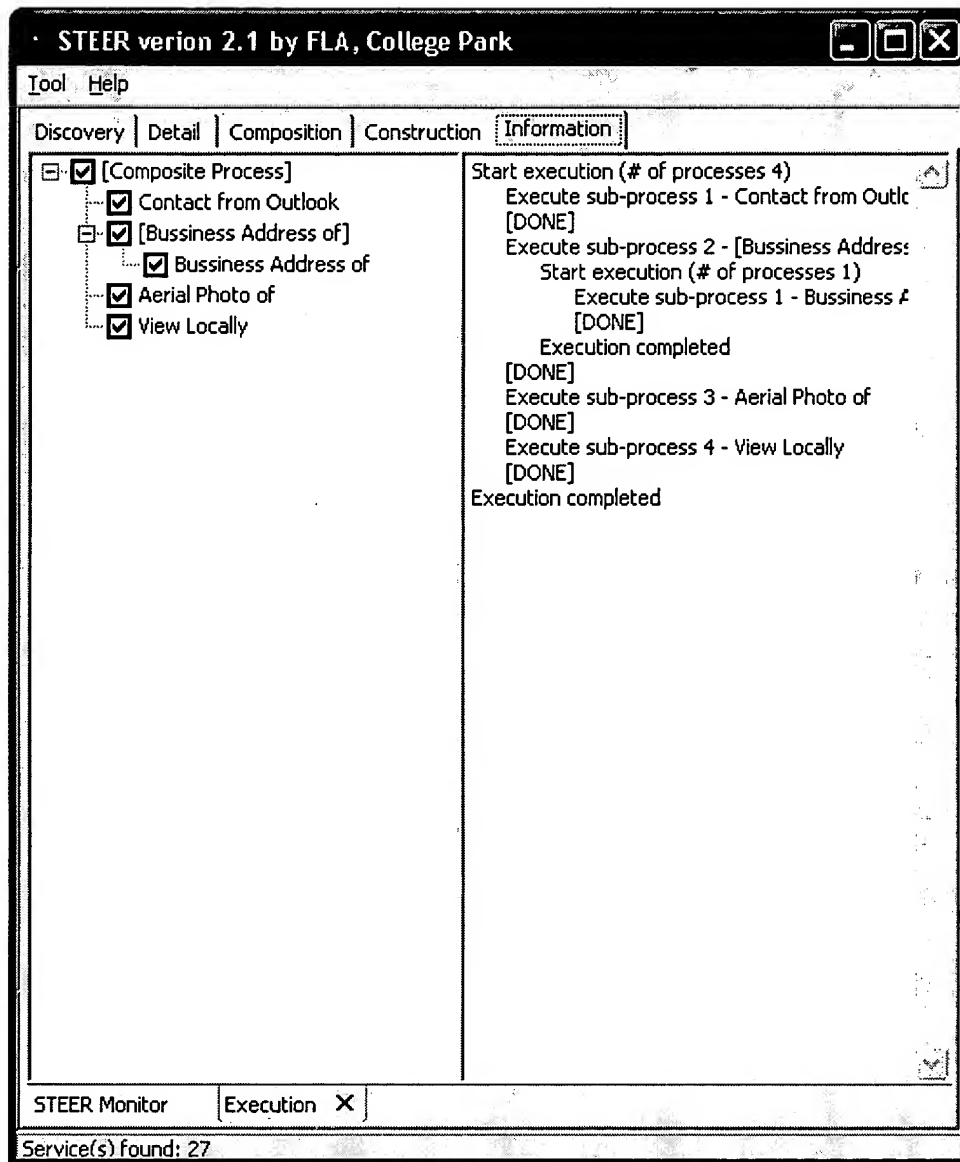 STEER verion 2.1 by FLA, College Park
Tool Help
Discovery Detail Composition Construction Information
[Composite Process]
Contact from Outlook
[Bussiness Address of]
Bussiness Address of
Aerial Photo of
View Locally
Start execution (# of processes 4)
Execute sub-process 1 - Contact from Outlc
[DONE]
Execute sub-process 2 - [Bussiness Address
Start execution (# of processes 1)
Execute sub-process 1 - Bussiness A
[DONE]
Execution completed
[DONE]
Execute sub-process 3 - Aerial Photo of
[DONE]
Execute sub-process 4 - View Locally
[DONE]
Execution completed
STEER Monitor Execution X
Service(s) found: 27